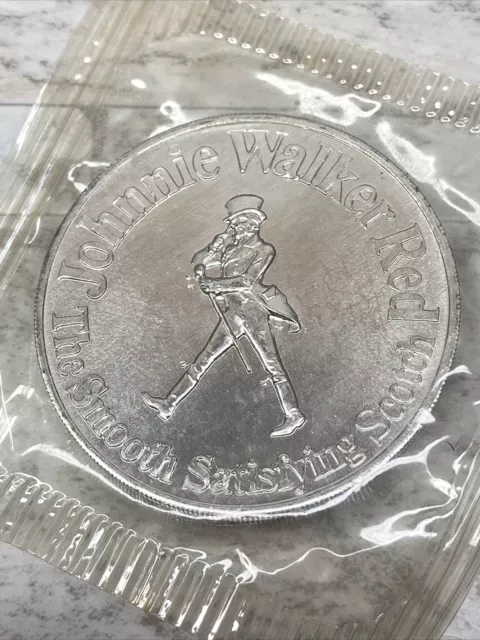 Johnnie Walker Red
The Smooth Satisfying Scotch